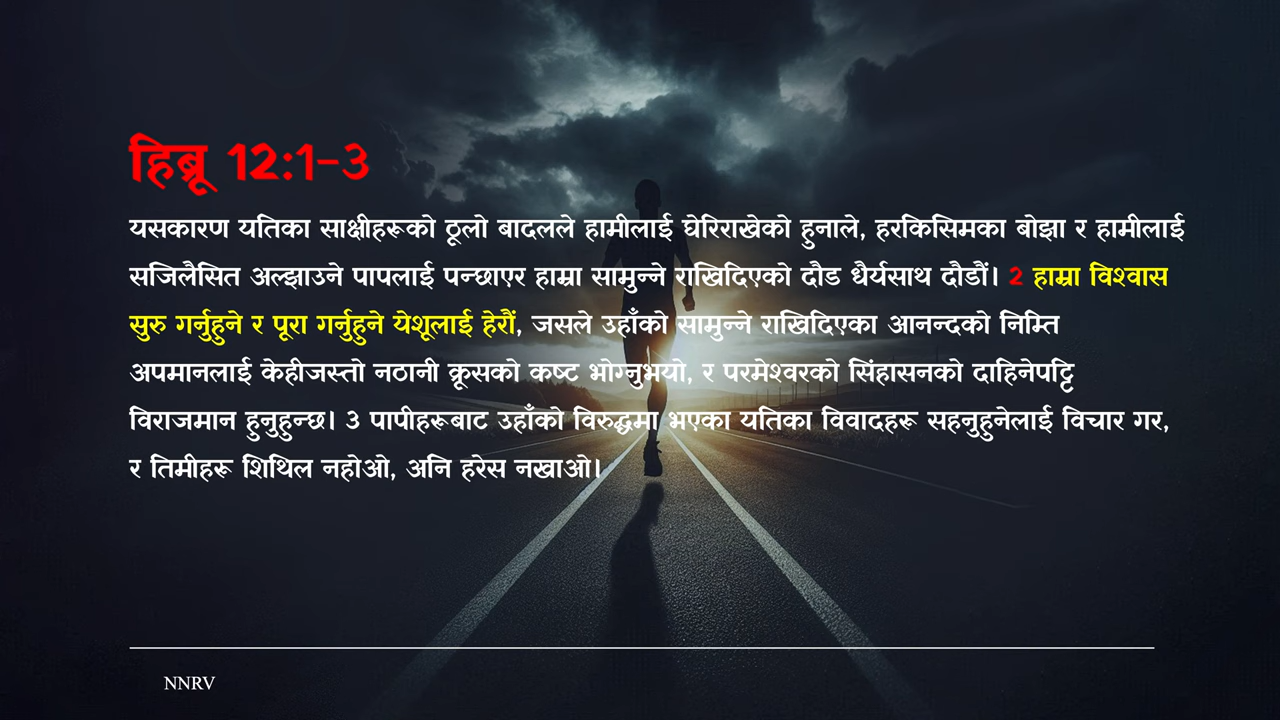 हिब्रू 12:1-3
यसकारण यतिका साक्षीहरूको ठूलो बादलले हामीलाई घेरिराखेको हुनाले, हरकिसिमका बोझा र हामीलाई
सजिलैसित अल्झाउने पापलाई पन्छाएर हाम्रा सामुन्ने राखिदिएको दौड धैर्यसाथ दौडौं। 2 हाम्रा विश्वास
सुरु गर्नुहुने र पूरा गर्नुहुने येशूलाई हेरौं, जसले उहाँको सामुन्ने राखिदिएका आनन्दको निम्ति
अपमानलाई केहीजस्तो नठानी क्रूसको कष्ट भोग्नुभयो, र परमेश्वरको सिंहासनको दाहिनेपट्टि
विराजमान हुनुहुन्छ। ३ पापीहरूबाट उहाँको विरुद्धमा भएका यतिका विवादहरू सहनुहुनेलाई विचार गर,
र तिमीहरू शिथिल नहोओ, अनि हरेस नखाओ।
NNRV